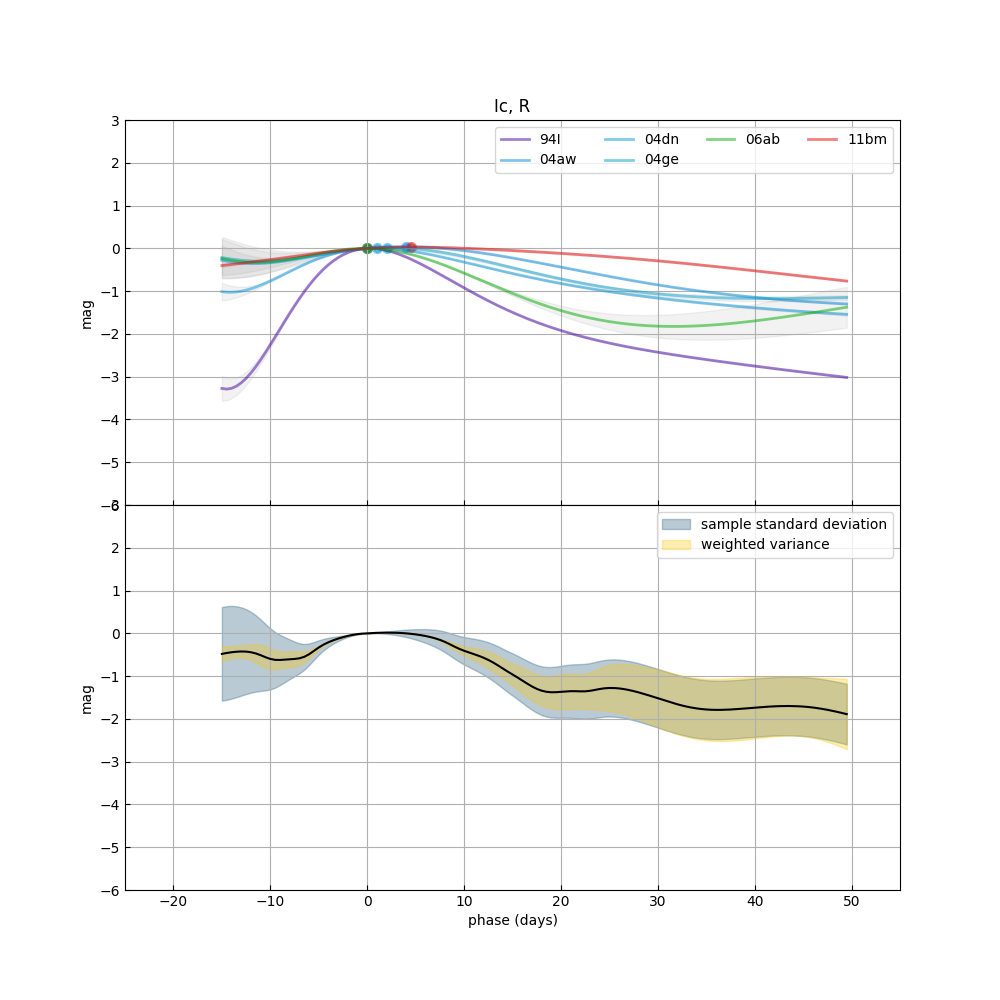 Ic, R
94I 04dn 06ab 11bm
04aw 04ge
3
2
1
0
−1
−2
−3
−4
−5
−6
mag
sample standard deviation
weighted variance
3
2
1
0
−1
−2
−3
−4
−5
−6
mag
−20 −10 0 10 20 30 40 50
phase (days)